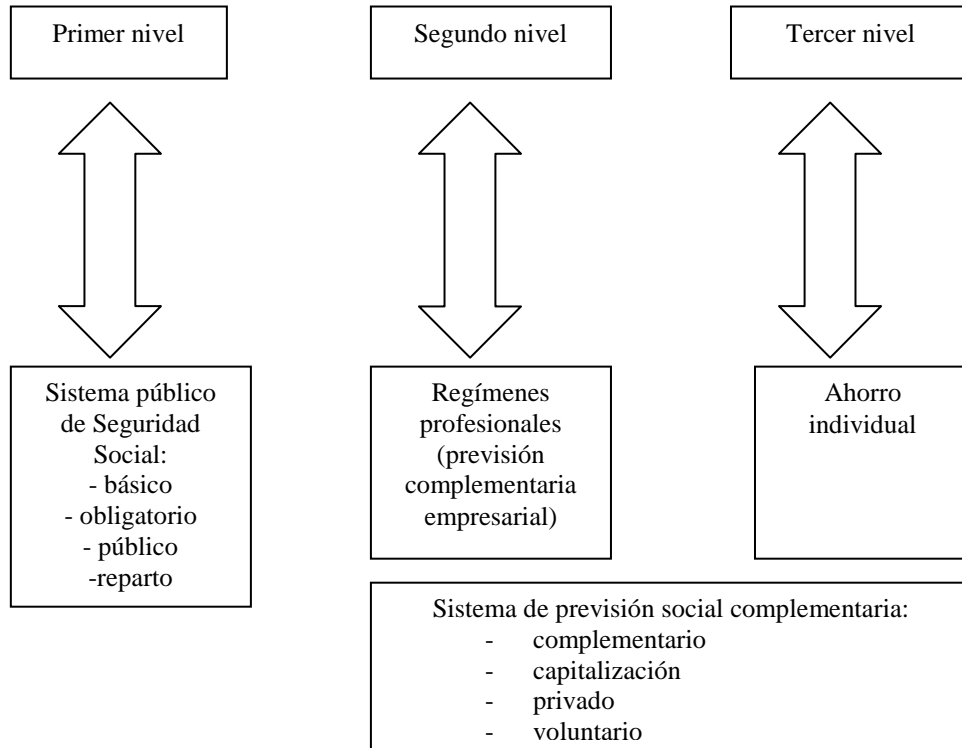 Primer nivel
Segundo nivel
Tercer nivel
Sistema público
de Seguridad
Social:
- básico
- obligatorio
- público
-reparto
Regímenes
profesionales
(previsión
complementaria
empresarial)
Ahorro
individual
Sistema de previsión social complementaria:
- complementario
- capitalización
- privado
- voluntario